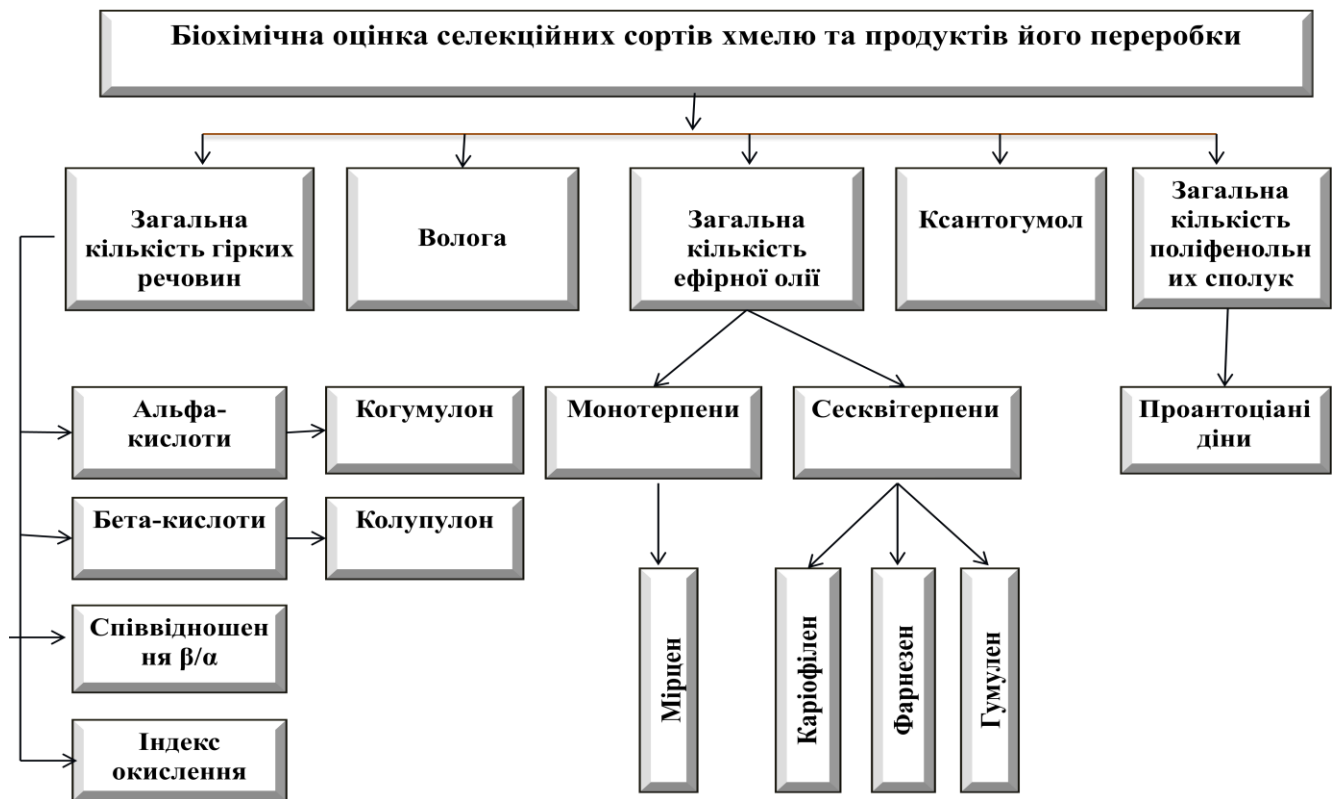 Біохімічна оцінка селекційних сортів хмелю та продуктів його переробки
Загальна
кількість гірких
речовин
Волога
Загальна
кількість
ефірної олії
Ксантогумол
Загальна
кількість
поліфенольн
их сполук
Альфа-
кислоти
Когумулон
Монотерпени
Сесквітерпени
Проантоціані
діни
Бета-кислоти
Колупулон
Співвідношен
ня β/α
Індекс
окислення
Мірцен
Каріофілен
Фарнезен
Гумулен